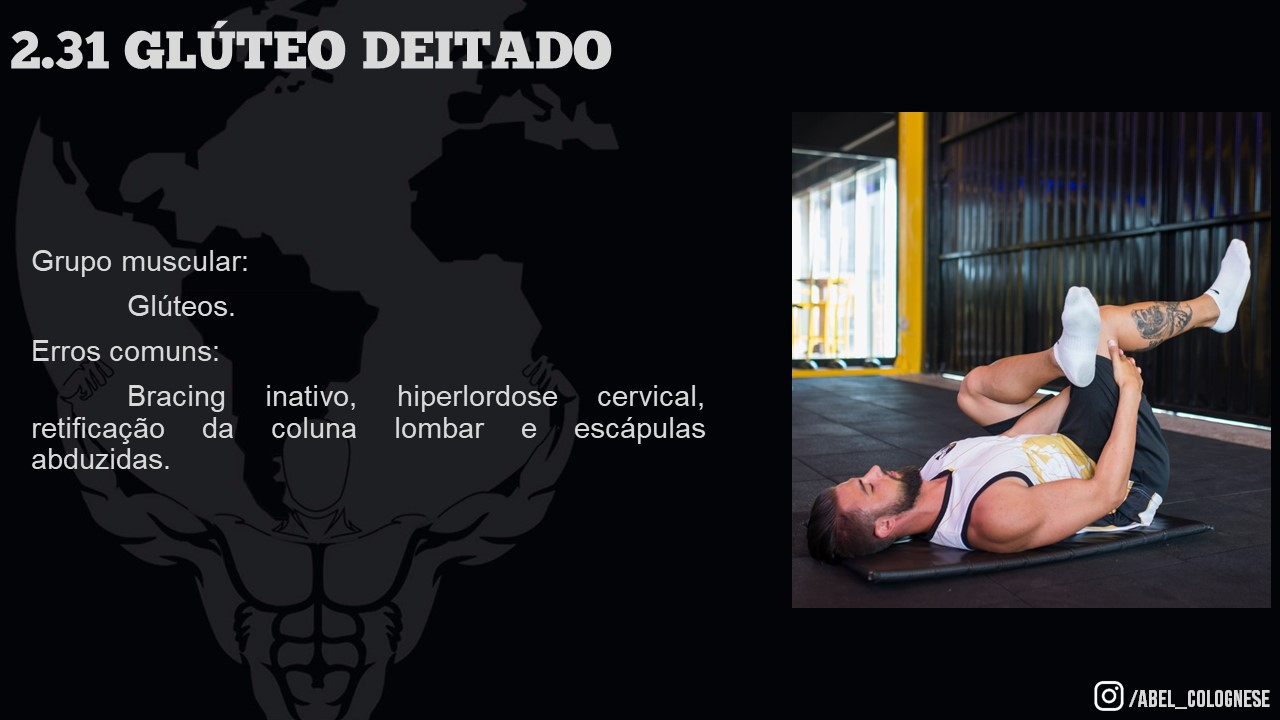 2.31 GLÚTEO DEITADO
Grupo muscular:
Glúteos.
Erros comuns:
Bracing inativo, hiperlordose cervical,
retificação da coluna lombar e escápulas
abduzidas.
/ABEL_COLOGNESE